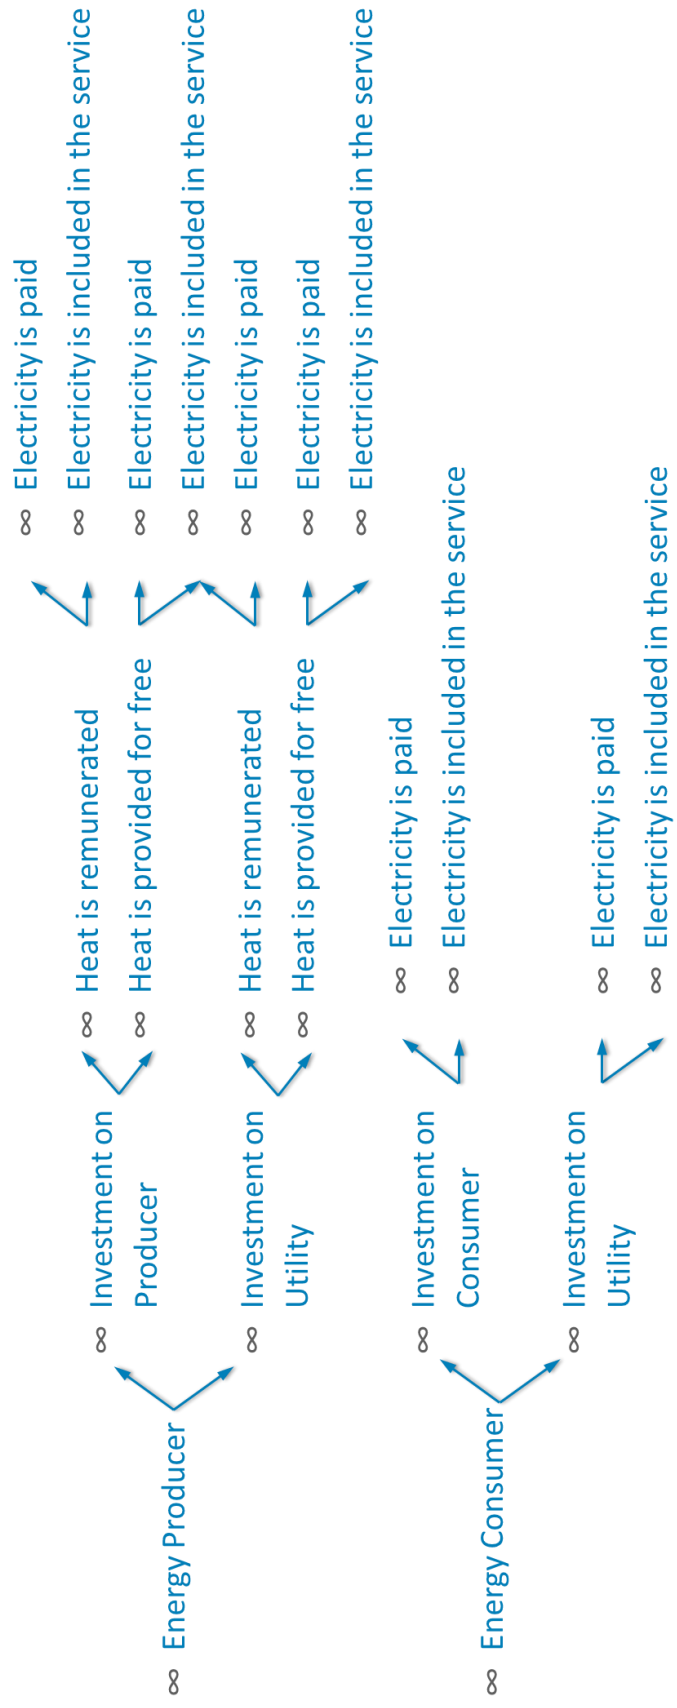 ∞ Energy Producer
∞ Investment on
Producer
∞ Heat is remunerated
∞ Electricity is paid
∞ Electricity is included in the service
∞ Heat is provided for free
∞ Electricity is paid
∞ Electricity is included in the service
∞ Investment on
Utility
∞ Heat is remunerated
∞ Electricity is paid
∞ Heat is provided for free
∞ Electricity is paid
∞ Electricity is included in the service
∞ Energy Consumer
∞ Investment on
Consumer
∞ Electricity is paid
∞ Electricity is included in the service
∞ Investment on
Utility
∞ Electricity is paid
∞ Electricity is included in the service